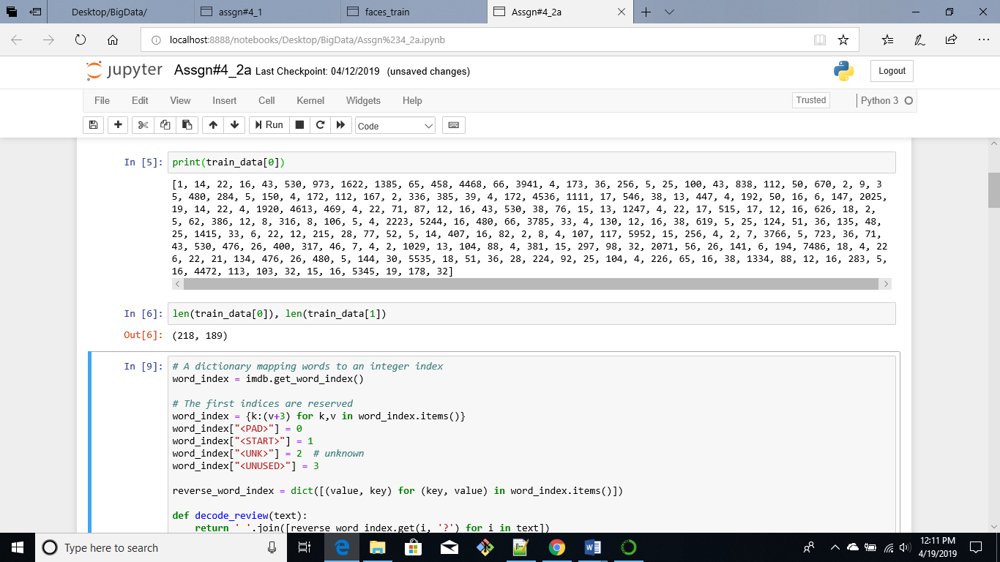 Desktop/BigData/ assgn#4_1 faces_train Assgn#4_2a
localhost:8888/notebooks/Desktop/BigData/Assgn%234_2a.ipynb
jupyter Assgn#4_2a Last Checkpoint: 04/12/2019 (unsaved changes) Logout
File Edit View Insert Cell Kernel Widgets Help Trusted Python 3
Run Code
In [5]: print(train_data[0])
[1, 14, 22, 16, 43, 530, 973, 1622, 1385, 65, 458, 4468, 66, 3941, 4, 173, 36, 256, 5, 25, 100, 43, 838, 112, 50, 670, 2, 9, 3
5, 480, 284, 5, 150, 4, 172, 112, 167, 2, 336, 385, 39, 4, 172, 4536, 1111, 17, 546, 38, 13, 447, 4, 192, 50, 16, 6, 147, 2025,
19, 14, 22, 4, 1920, 4613, 469, 4, 22, 71, 87, 12, 16, 43, 530, 38, 76, 15, 13, 1247, 4, 22, 17, 515, 17, 12, 16, 626, 18, 2,
5, 62, 386, 12, 8, 316, 8, 106, 5, 4, 2223, 5244, 16, 480, 66, 3785, 33, 4, 130, 12, 16, 38, 619, 5, 25, 124, 51, 36, 135, 48,
25, 1415, 33, 6, 22, 12, 215, 28, 77, 52, 5, 14, 407, 16, 82, 2, 8, 4, 107, 117, 5952, 15, 256, 4, 2, 7, 3766, 5, 723, 36, 71,
43, 530, 476, 26, 400, 317, 46, 7, 4, 2, 1029, 13, 104, 88, 4, 381, 15, 297, 98, 32, 2071, 56, 26, 141, 6, 194, 7486, 18, 4, 22
6, 22, 21, 134, 476, 26, 480, 5, 144, 30, 5535, 18, 51, 36, 28, 224, 92, 25, 104, 4, 226, 65, 16, 38, 1334, 88, 12, 16, 283, 5,
16, 4472, 113, 103, 32, 15, 16, 5345, 19, 178, 32]
In [6]: len(train_data[0]), len(train_data[1])
Out[6]: (218, 189)
In [9]: # A dictionary mapping words to an integer index
word_index = imdb.get_word_index()
# The first indices are reserved
word_index = {k:(v+3) for k,v in word_index.items()}
word_index["<PAD>"] = 0
word_index["<START>"] = 1
word_index["<UNK>"] = 2  # unknown
word_index["<UNUSED>"] = 3
reverse_word_index = dict([(value, key) for (key, value) in word_index.items()])
def decode_review(text):
    return ' '.join([reverse_word_index.get(i, '?') for i in text])
Type here to search 12:11 PM
4/19/2019